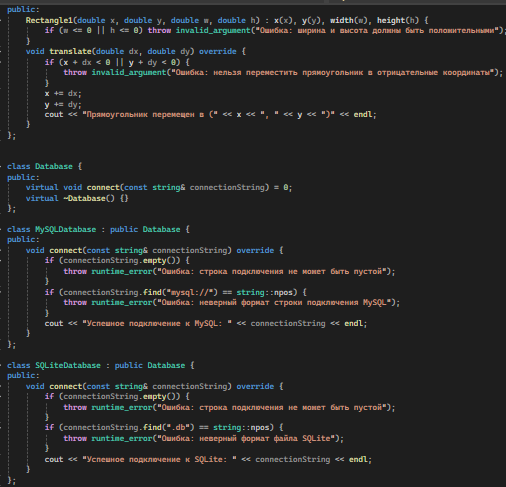 public:
    Rectangle1(double x, double y, double w, double h) : x(x), y(y), width(w), height(h) {
        if (w <= 0 || h <= 0) throw invalid_argument("Ошибка: ширина и высота должны быть положительными");
    }
    void translate(double dx, double dy) override {
        if (x + dx < 0 || y + dy < 0) {
            throw invalid_argument("Ошибка: нельзя переместить прямоугольник в отрицательные координаты");
        }
        x += dx;
        y += dy;
        cout << "Прямоугольник перемещен в (" << x << ", " << y << ")" << endl;
    }
};
class Database {
public:
    virtual void connect(const string& connectionString) = 0;
    virtual ~Database() {}
};
class MySQLDatabase : public Database {
public:
    void connect(const string& connectionString) override {
        if (connectionString.empty()) {
            throw runtime_error("Ошибка: строка подключения не может быть пустой");
        }
        if (connectionString.find("mysql://") == string::npos) {
            throw runtime_error("Ошибка: неверный формат строки подключения MySQL");
        }
        cout << "Успешное подключение к MySQL: " << connectionString << endl;
    }
};
class SQLiteDatabase : public Database {
public:
    void connect(const string& connectionString) override {
        if (connectionString.empty()) {
            throw runtime_error("Ошибка: строка подключения не может быть пустой");
        }
        if (connectionString.find(".db") == string::npos) {
            throw runtime_error("Ошибка: неверный формат файла SQLite");
        }
        cout << "Успешное подключение к SQLite: " << connectionString << endl;
    }
};